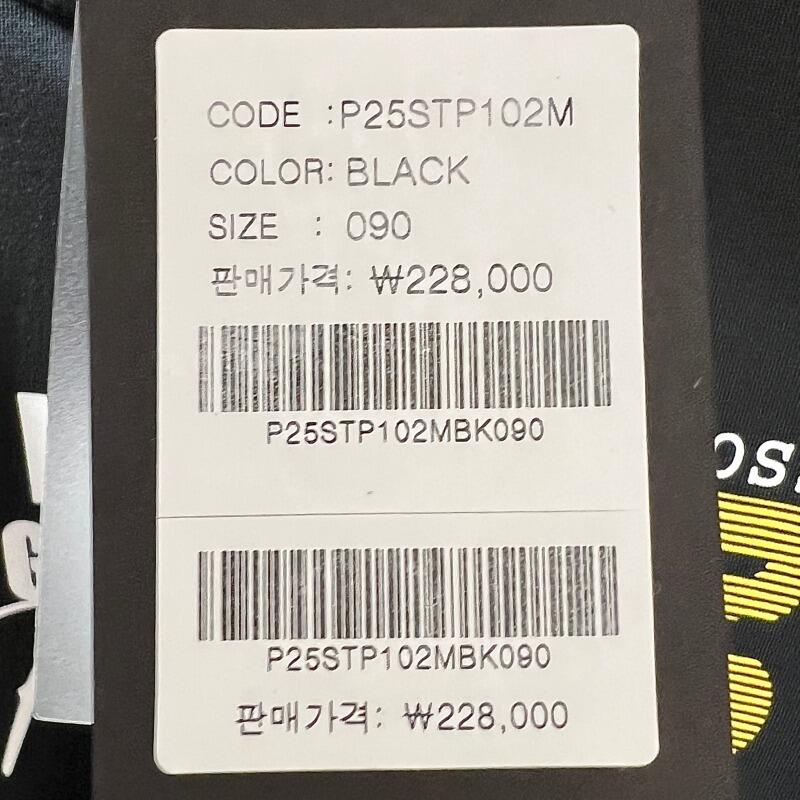 CODE :P25STP102M
COLOR: BLACK
SIZE : 090
판매가격: ₩228,000
P25STP102MBK090
P25STP102MBK090
판매가격: ₩228,000